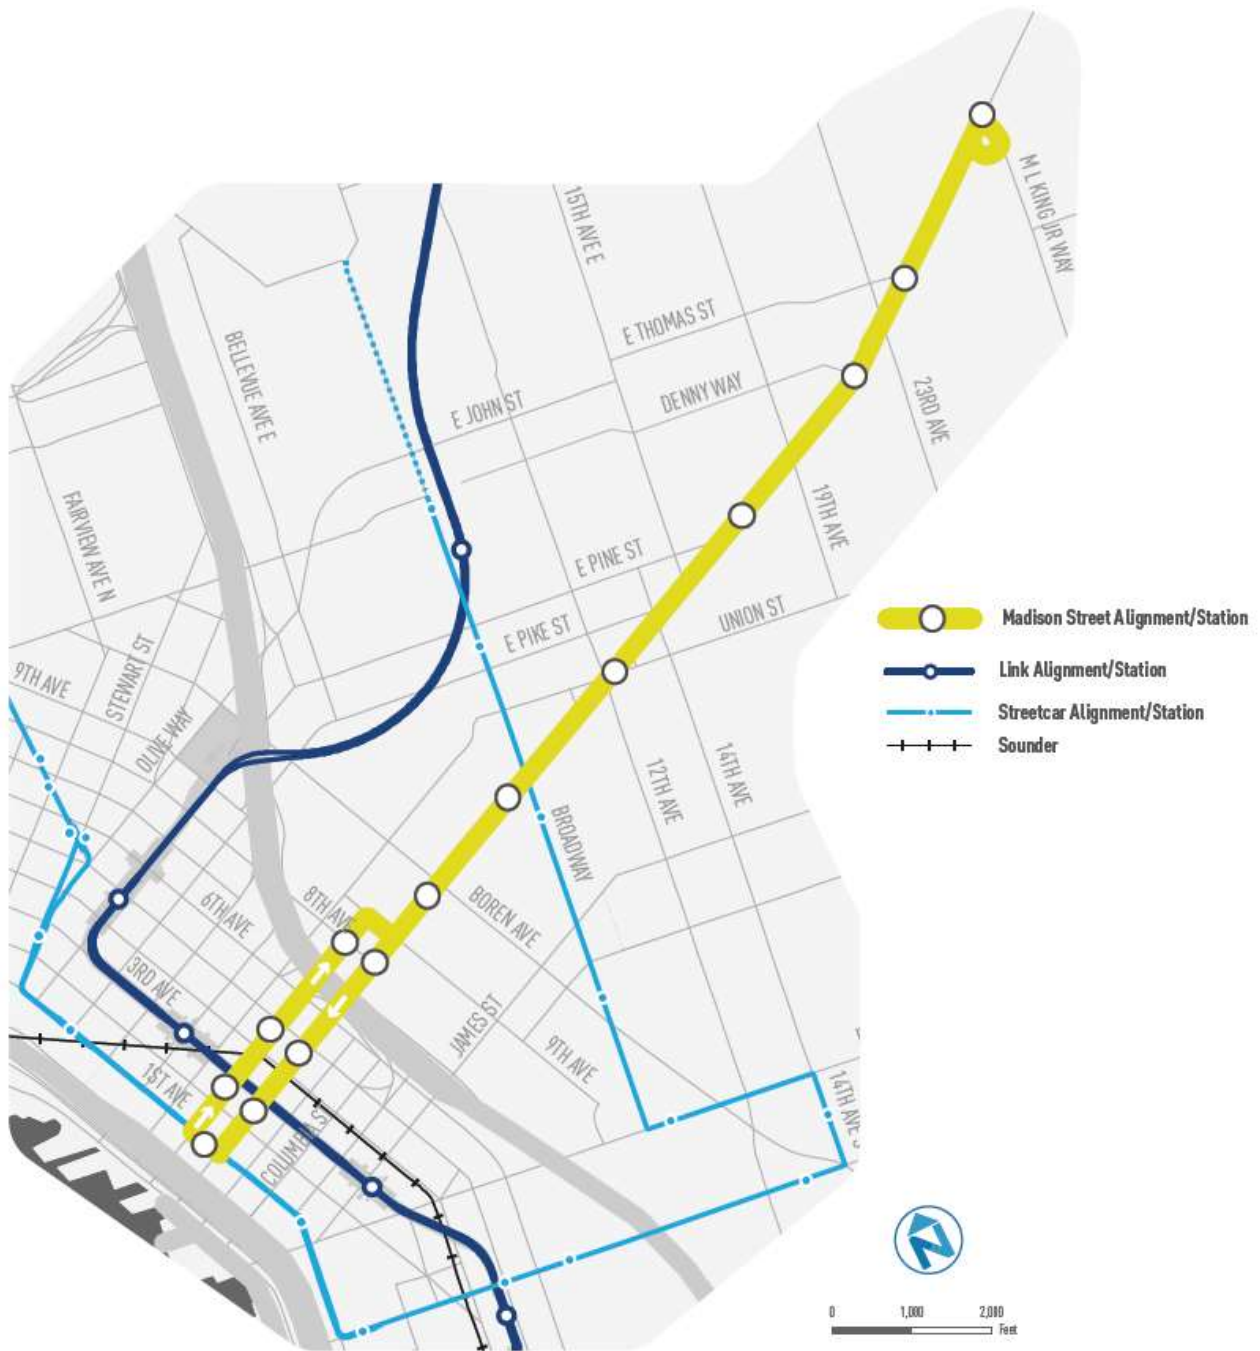 15TH AVE E
M L KING JR WAY
E THOMAS ST
BELLEVUE AVE E
DENNY WAY
E JOHN ST
23RD AVE
FAIRVIEW AVE N
19TH AVE
E PINE ST
UNION ST
E PIKE ST
Madison Street Alignment/Station
STEWART ST
9TH AVE
Link Alignment/Station
OLIVE WAY
Streetcar Alignment/Station
Sounder
14TH AVE
12TH AVE
BROADWAY
6TH AVE
8TH AVE
BOREN AVE
3RD AVE
JAMES ST
9TH AVE
1ST AVE
14TH AVE S
COLUMBIA ST
N
0 1,000 2,000
Feet